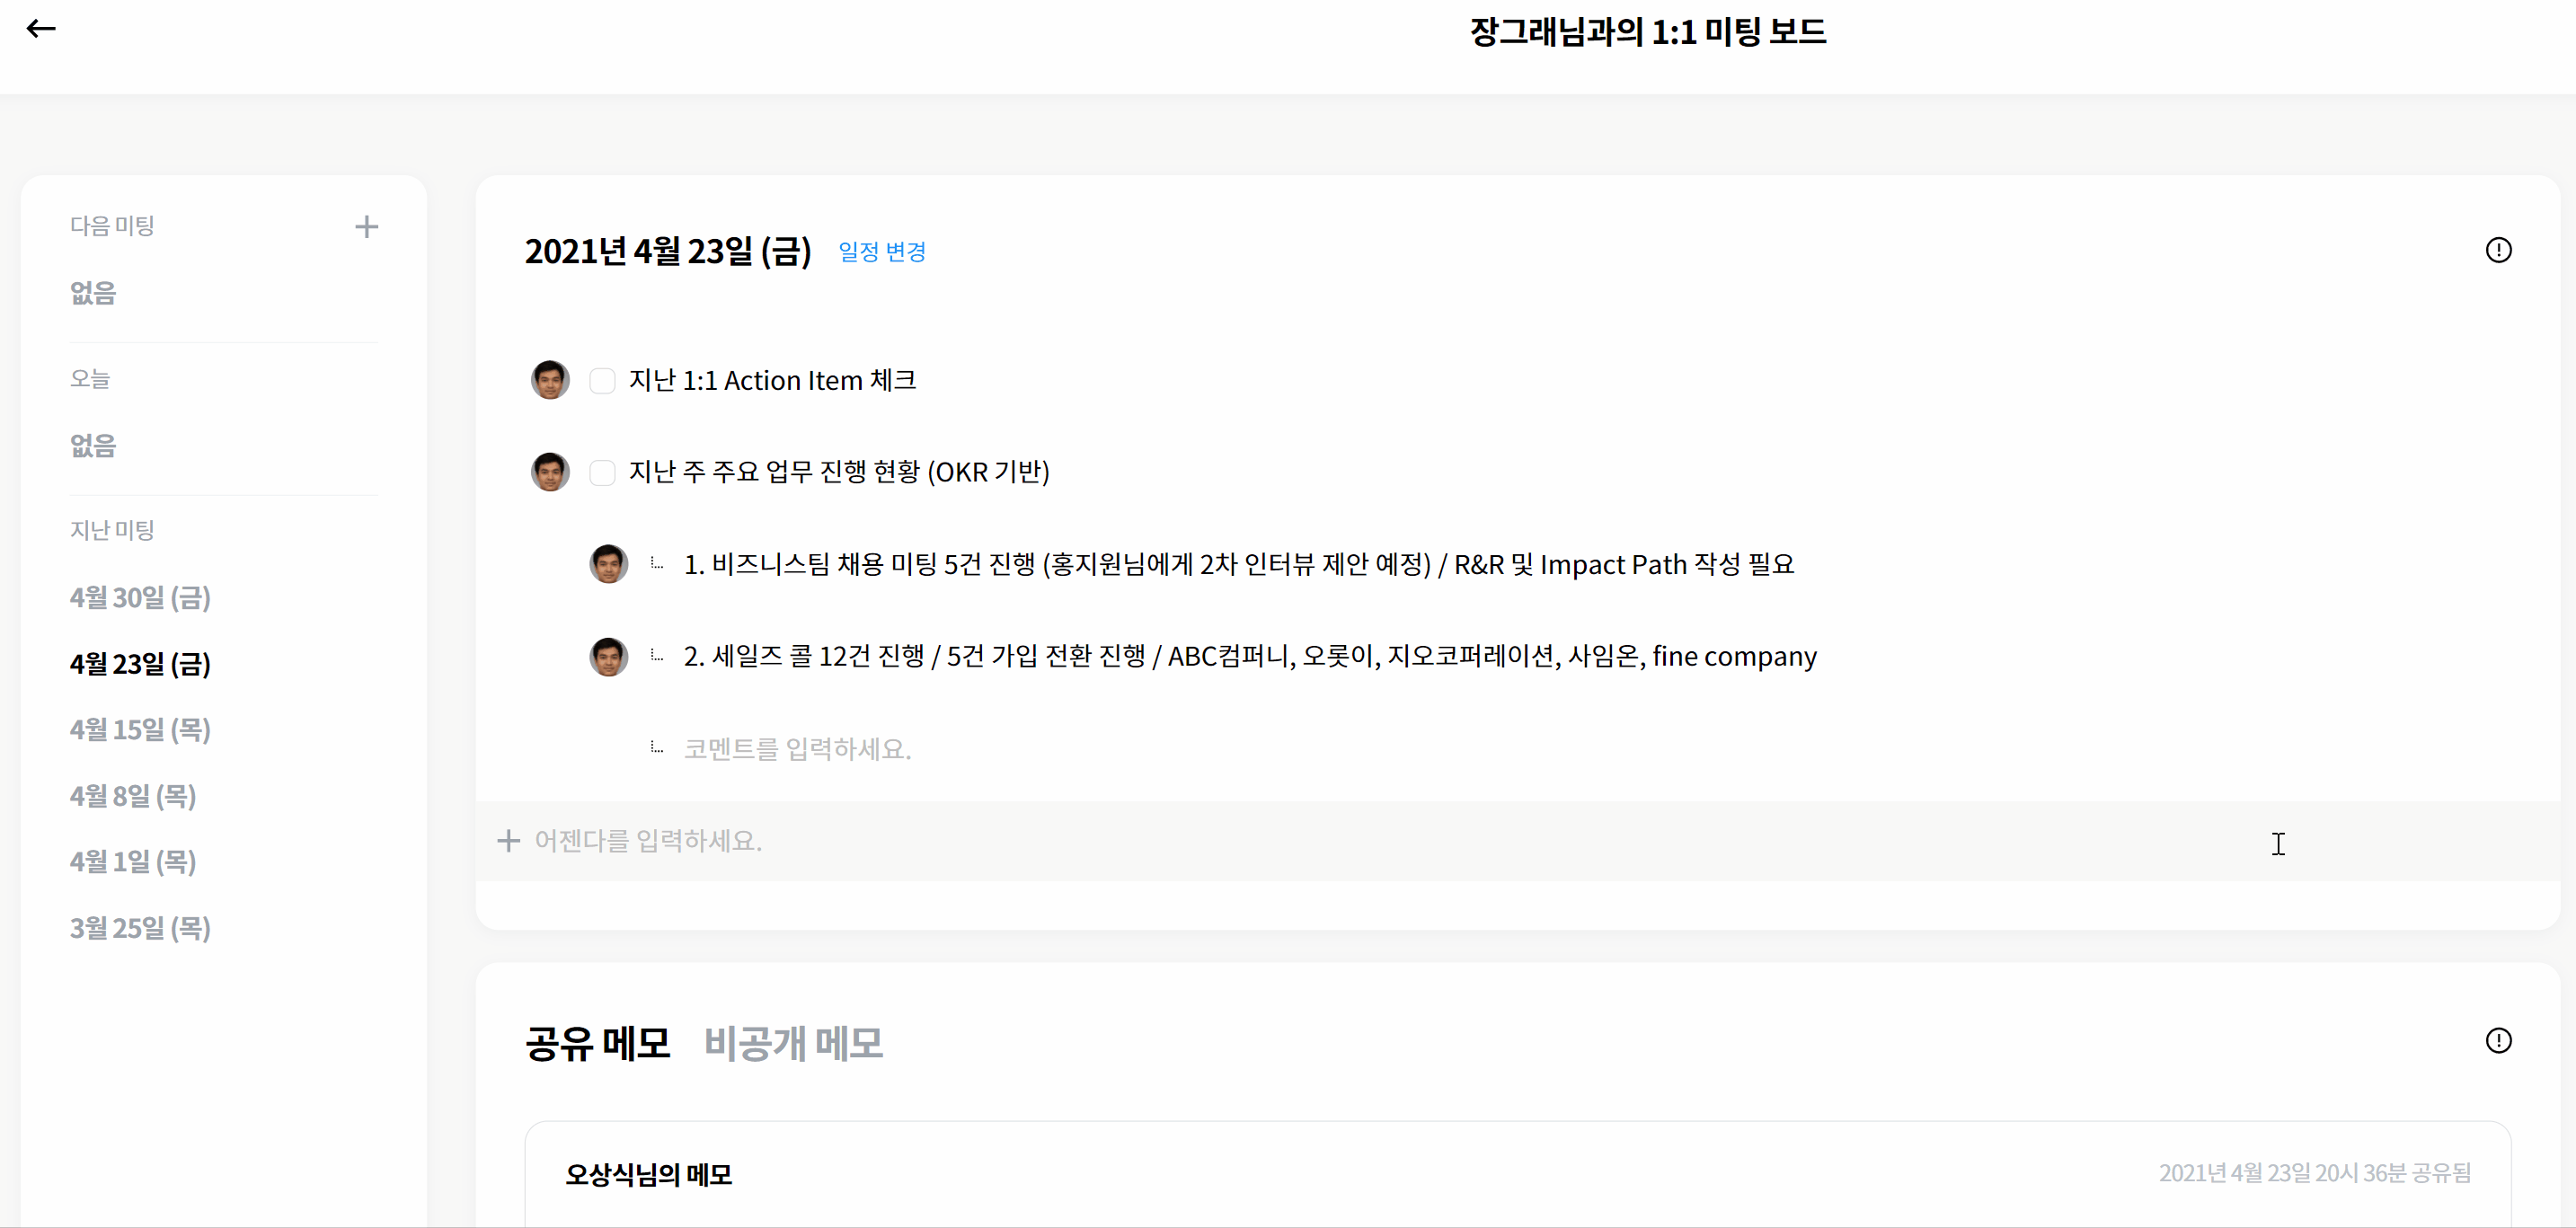 장그래님과의 1:1 미팅 보드
다음 미팅
없음
오늘
없음
지난 미팅
4월 30일 (금)
4월 23일 (금)
4월 15일 (목)
4월 8일 (목)
4월 1일 (목)
3월 25일 (목)
2021년 4월 23일 (금) 일정 변경
지난 1:1 Action Item 체크
지난 주 주요 업무 진행 현황 (OKR 기반)
1. 비즈니스팀 채용 미팅 5건 진행 (홍지원님에게 2차 인터뷰 제안 예정) / R&R 및 Impact Path 작성 필요
2. 세일즈 콜 12건 진행 / 5건 가입 전환 진행 / ABC컴퍼니, 오롯이, 지오코퍼레이션, 사임온, fine company
코멘트를 입력하세요.
어젠다를 입력하세요.
공유 메모 비공개 메모
오상식님의 메모 2021년 4월 23일 20시 36분 공유됨